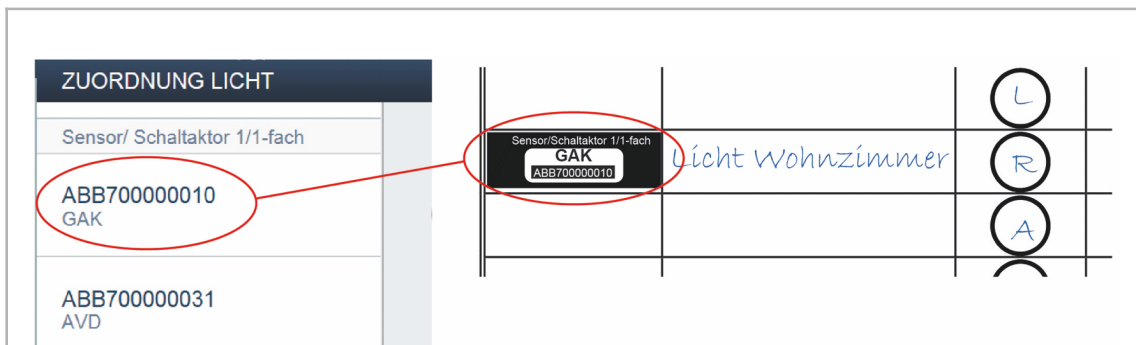 ZUORDNUNG LICHT
Sensor/ Schaltaktor 1/1-fach
ABB700000010
GAK
ABB700000031
AVD
L
Sensor/Schaltaktor 1/1-fach
GAK
ABB700000010
Licht Wohnzimmer
R
A